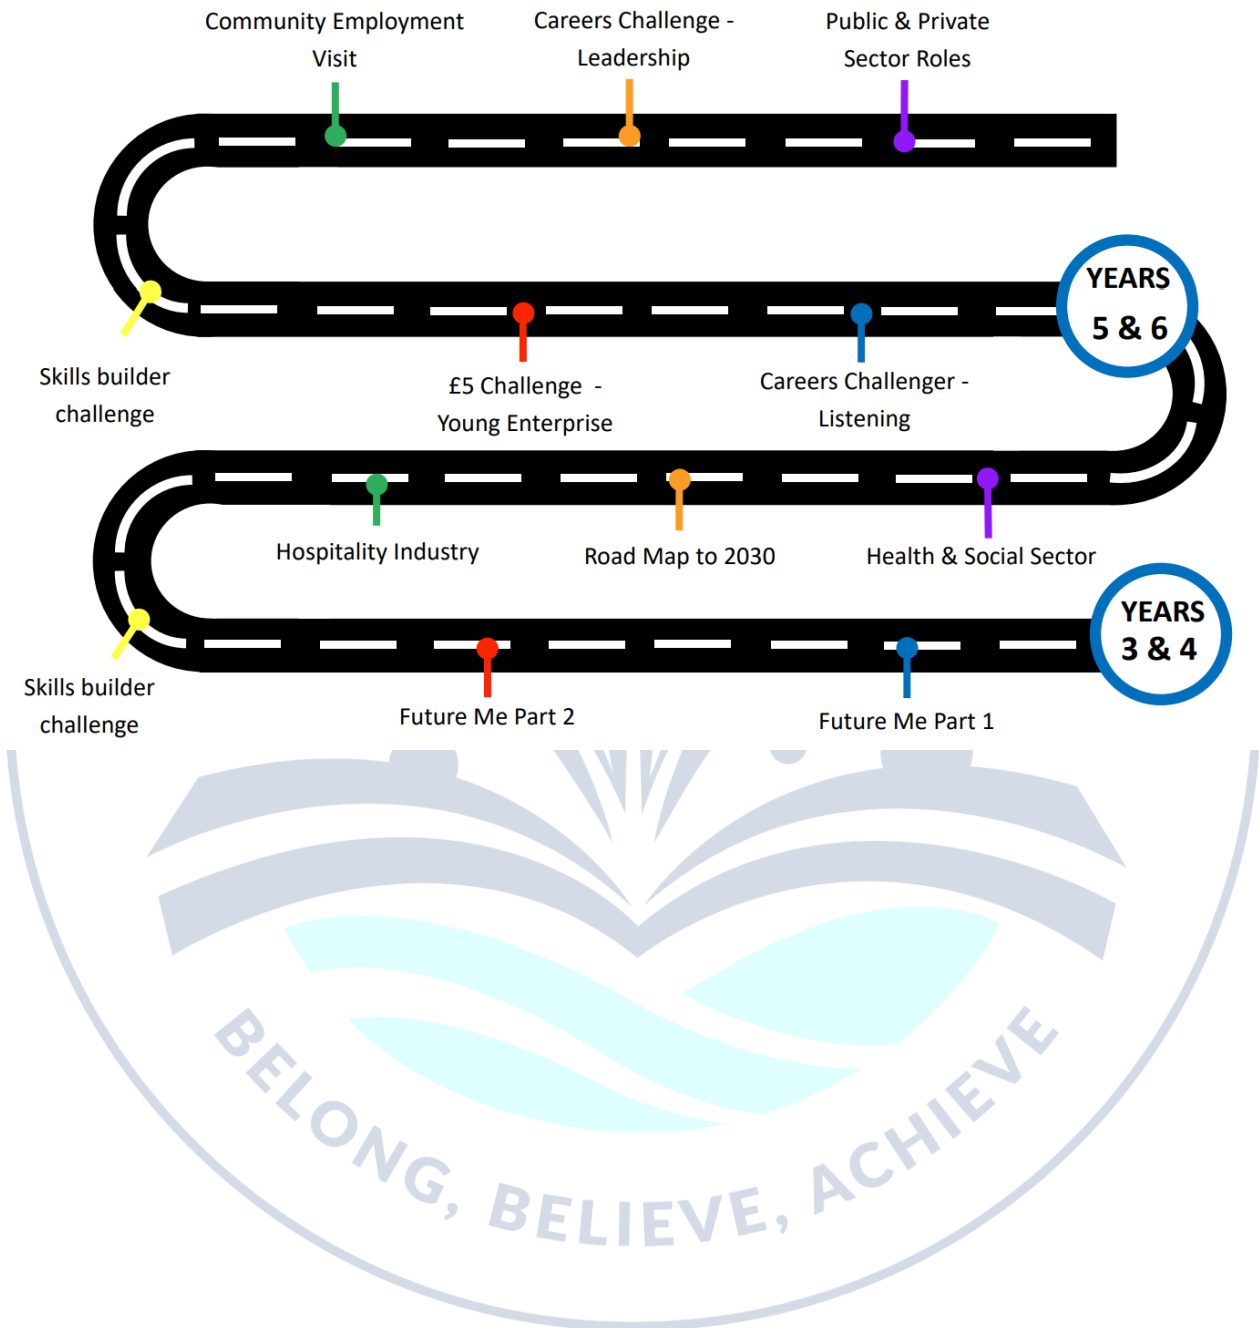 Community Employment
Visit
Careers Challenge -
Leadership
Public & Private
Sector Roles
YEARS
5 & 6
Skills builder
challenge
£5 Challenge  -
Young Enterprise
Careers Challenger -
Listening
Hospitality Industry
Road Map to 2030
Health & Social Sector
YEARS
3 & 4
Skills builder
challenge
Future Me Part 2
Future Me Part 1
BELONG, BELIEVE, ACHIEVE